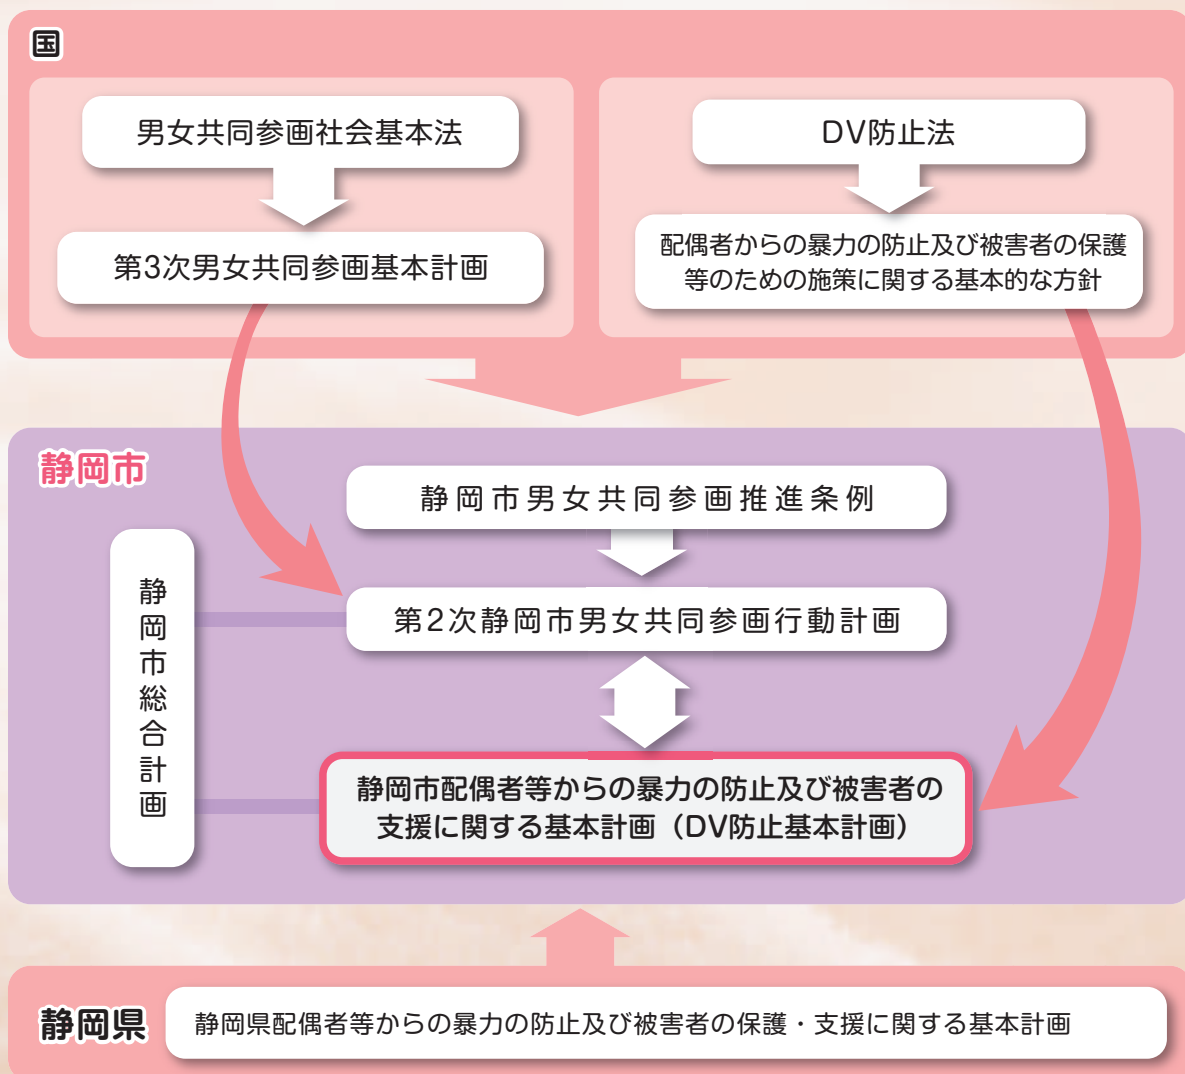 国
男女共同参画社会基本法
第3次男女共同参画基本計画
DV防止法
配偶者からの暴力の防止及び被害者の保護
等のための施策に関する基本的な方針
静岡市
静岡市男女共同参画推進条例
第2次静岡市男女共同参画行動計画
静岡市総合計画
静岡市配偶者等からの暴力の防止及び被害者の
支援に関する基本計画（DV防止基本計画）
静岡県
静岡県配偶者等からの暴力の防止及び被害者の保護・支援に関する基本計画